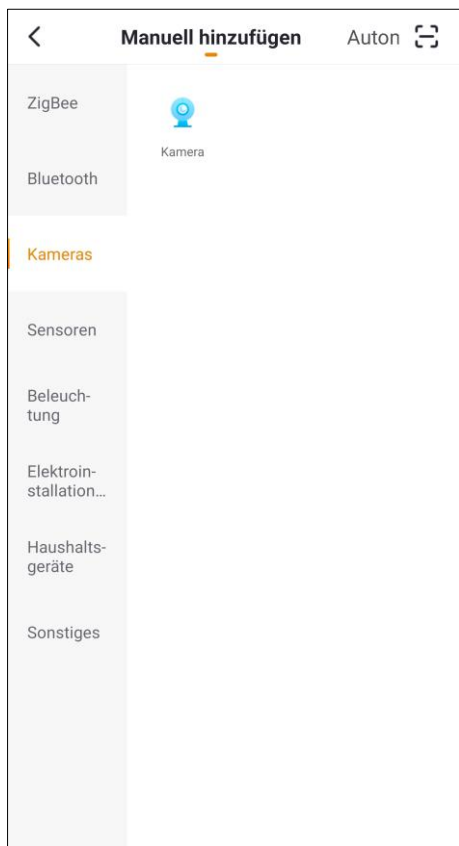 Manuell hinzufügen Auton
ZigBee
Kamera
Bluetooth
Kameras
Sensoren
Beleuch-
tung
Elektroin-
stallation...
Haushalts-
geräte
Sonstiges